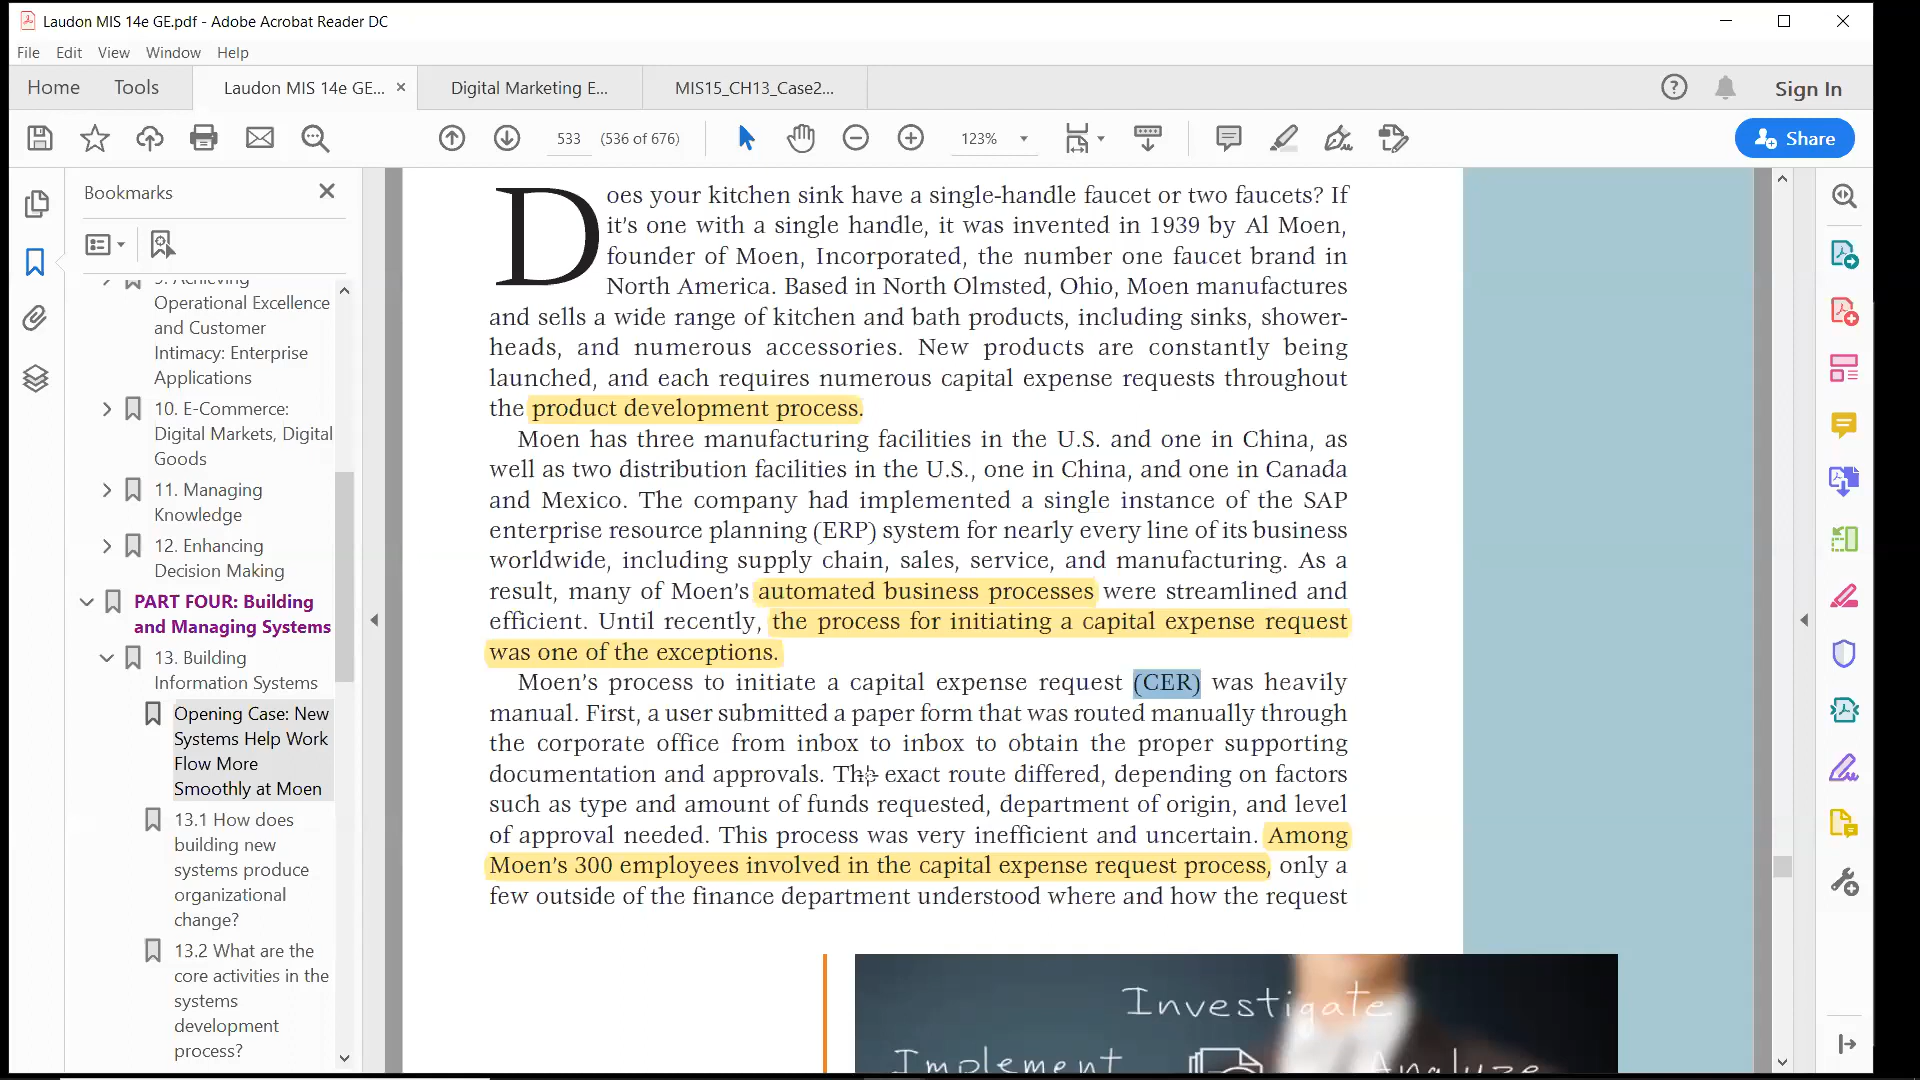 Laudon MIS 14e GE.pdf - Adobe Acrobat Reader DC
File Edit View Window Help
Home Tools Laudon MIS 14e GE... × Digital Marketing E... MIS15_CH13_Case2... Sign In
533 (536 of 676) 123% Share
Bookmarks
9. Achieving
Operational Excellence
and Customer
Intimacy: Enterprise
Applications
10. E-Commerce:
Digital Markets, Digital
Goods
11. Managing
Knowledge
12. Enhancing
Decision Making
PART FOUR: Building
and Managing Systems
13. Building
Information Systems
Opening Case: New
Systems Help Work
Flow More
Smoothly at Moen
13.1 How does
building new
systems produce
organizational
change?
13.2 What are the
core activities in the
systems
development
process?
Does your kitchen sink have a single-handle faucet or two faucets? If
it's one with a single handle, it was invented in 1939 by Al Moen,
founder of Moen, Incorporated, the number one faucet brand in
North America. Based in North Olmsted, Ohio, Moen manufactures
and sells a wide range of kitchen and bath products, including sinks, shower-
heads, and numerous accessories. New products are constantly being
launched, and each requires numerous capital expense requests throughout
the product development process.
Moen has three manufacturing facilities in the U.S. and one in China, as
well as two distribution facilities in the U.S., one in China, and one in Canada
and Mexico. The company had implemented a single instance of the SAP
enterprise resource planning (ERP) system for nearly every line of its business
worldwide, including supply chain, sales, service, and manufacturing. As a
result, many of Moen's automated business processes were streamlined and
efficient. Until recently, the process for initiating a capital expense request
was one of the exceptions.
Moen's process to initiate a capital expense request (CER) was heavily
manual. First, a user submitted a paper form that was routed manually through
the corporate office from inbox to inbox to obtain the proper supporting
documentation and approvals. The exact route differed, depending on factors
such as type and amount of funds requested, department of origin, and level
of approval needed. This process was very inefficient and uncertain. Among
Moen's 300 employees involved in the capital expense request process, only a
few outside of the finance department understood where and how the request
Investigate
Implement Analyze